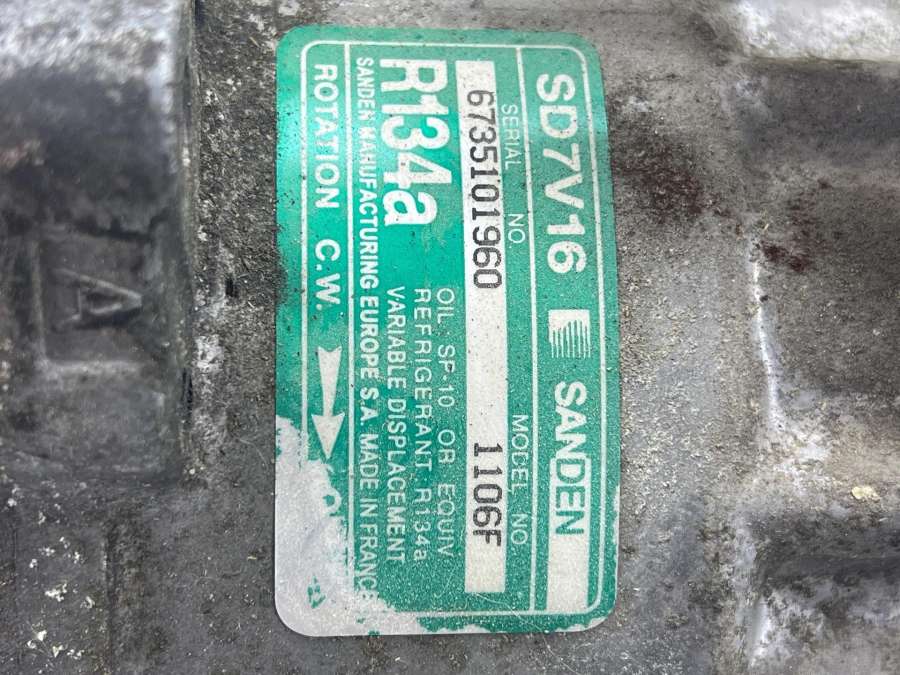 SD7V16 SANDEN
SERIAL NO. MODEL NO.
67351101960 1106F
R134a
OIL : SP-10 OR EQUIV
REFRIGERANT R134a
VARIABLE DISPLACEMENT
SANDEN MANUFACTURING EUROPE S.A. MADE IN FRANCE
ROTATION C.W.
A